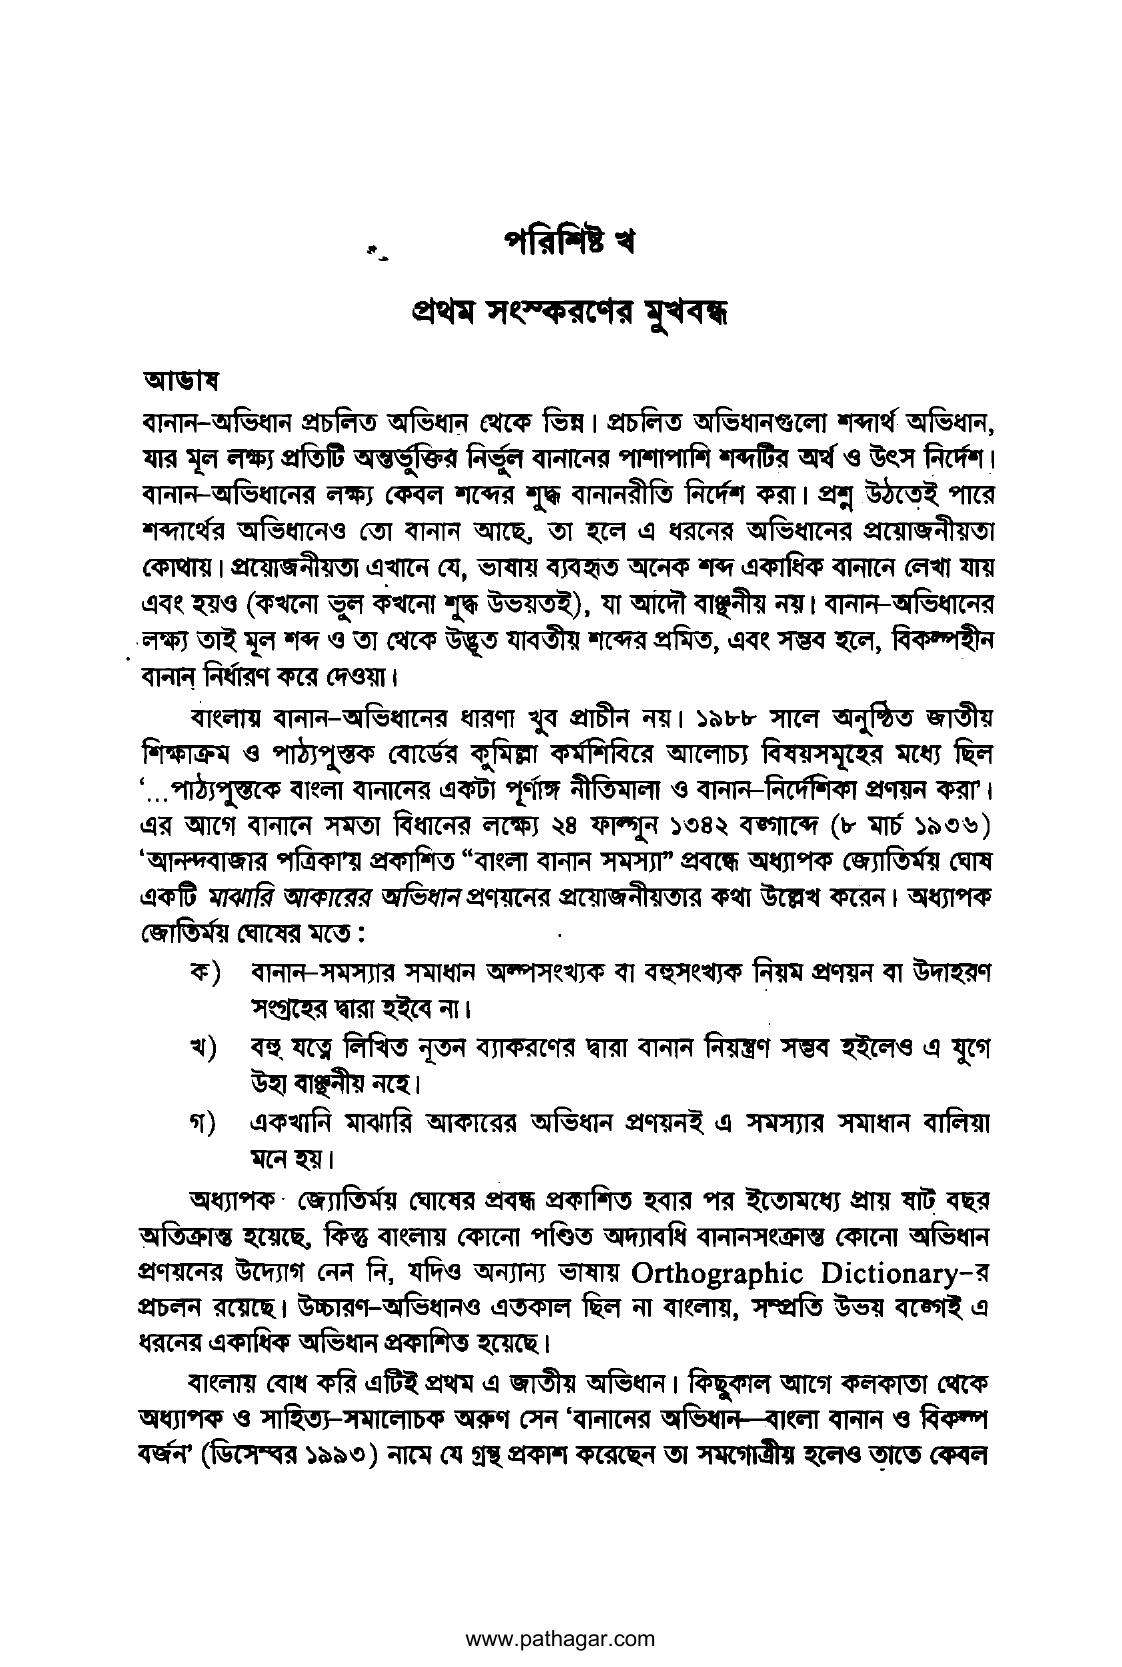 পরিশিষ্ট খ
প্রথম সংস্করণের মুখবন্ধ
আভাষ
বানান-অভিধান প্রচলিত অভিধান থেকে ভিন্ন। প্রচলিত অভিধানগুলো শব্দার্থ অভিধান,
যার মূল লক্ষ্য প্রতিটি অন্তর্ভুক্তির নির্ভুল বানানের পাশাপাশি শব্দটির অর্থ ও উৎস নির্দেশ।
বানান-অভিধানের লক্ষ্য কেবল শব্দের শুদ্ধ বানানরীতি নির্দেশ করা। প্রশ্ন উঠতেই পারে
শব্দার্থের অভিধানেও তো বানান আছে, তা হলে এ ধরনের অভিধানের প্রয়োজনীয়তা
কোথায়। প্রয়োজনীয়তা এখানে যে, ভাষায় ব্যবহৃত অনেক শব্দ একাধিক বানানে লেখা যায়
এবং হয়ও (কখনো ভুল কখনো শুদ্ধ উভয়তই), যা আদৌ বাঞ্ছনীয় নয়। বানান-অভিধানের
লক্ষ্য তাই মূল শব্দ ও তা থেকে উদ্ভূত যাবতীয় শব্দের প্রমিত, এবং সম্ভব হলে, বিকল্পহীন
বানান নির্ধারণ করে দেওয়া।
বাংলায় বানান-অভিধানের ধারণা খুব প্রাচীন নয়। ১৯৮৮ সালে অনুষ্ঠিত জাতীয়
শিক্ষাক্রম ও পাঠ্যপুস্তক বোর্ডের কুমিল্লা কর্মশিবিরে আলোচ্য বিষয়সমূহের মধ্যে ছিল
‘...পাঠ্যপুস্তকে বাংলা বানানের একটা পূর্ণাঙ্গ নীতিমালা ও বানান-নির্দেশিকা প্রণয়ন করা’।
এর আগে বানানে সমতা বিধানের লক্ষ্যে ২৪ ফাল্গুন ১৩৪২ বঙ্গাব্দে (৮ মার্চ ১৯৩৬)
‘আনন্দবাজার পত্রিকা’য় প্রকাশিত “বাংলা বানান সমস্যা” প্রবন্ধে অধ্যাপক জ্যোতির্ময় ঘোষ
একটি মাঝারি আকারের অভিধান প্রণয়নের প্রয়োজনীয়তার কথা উল্লেখ করেন। অধ্যাপক
জ্যোতির্ময় ঘোষের মতে :
ক) বানান-সমস্যার সমাধান অল্পসংখ্যক বা বহুসংখ্যক নিয়ম প্রণয়ন বা উদাহরণ
সংগ্রহের দ্বারা হইবে না।
খ) বহু যত্নে লিখিত নূতন ব্যাকরণের দ্বারা বানান নিয়ন্ত্রণ সম্ভব হইলেও এ যুগে
উহা বাঞ্ছনীয় নহে।
গ) একখানি মাঝারি আকারের অভিধান প্রণয়নই এ সমস্যার সমাধান বালিয়া
মনে হয়।
অধ্যাপক জ্যোতির্ময় ঘোষের প্রবন্ধ প্রকাশিত হবার পর ইতোমধ্যে প্রায় ষাট বছর
অতিক্রান্ত হয়েছে, কিন্তু বাংলায় কোনো পণ্ডিত অদ্যাবধি বানানসংক্রান্ত কোনো অভিধান
প্রণয়নের উদ্যোগ নেন নি, যদিও অন্যান্য ভাষায় Orthographic Dictionary-র
প্রচলন রয়েছে। উচ্চারণ-অভিধানও এতকাল ছিল না বাংলায়, সম্প্রতি উভয় বঙ্গেই এ
ধরনের একাধিক অভিধান প্রকাশিত হয়েছে।
বাংলায় বোধ করি এটিই প্রথম এ জাতীয় অভিধান। কিছুকাল আগে কলকাতা থেকে
অধ্যাপক ও সাহিত্য-সমালোচক অরুণ সেন ‘বানানের অভিধান—বাংলা বানান ও বিকল্প
বর্জন’ (ডিসেম্বর ১৯৯৩) নামে যে গ্রন্থ প্রকাশ করেছেন তা সমগোত্রীয় হলেও তাতে কেবল
www.pathagar.com